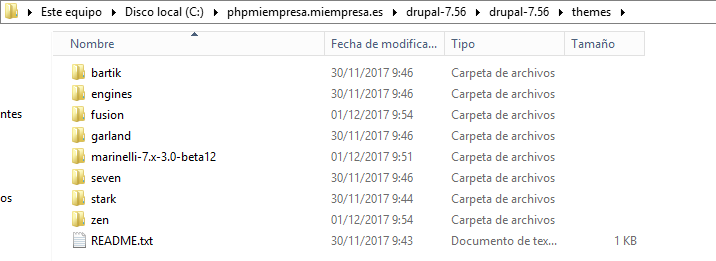 Este equipo Disco local (C:) phpmiempresa.miempresa.es drupal-7.56 drupal-7.56 themes
Nombre Fecha de modifica... Tipo Tamaño
bartik 30/11/2017 9:46 Carpeta de archivos
engines 30/11/2017 9:46 Carpeta de archivos
ntes fusion 01/12/2017 9:54 Carpeta de archivos
garland 30/11/2017 9:46 Carpeta de archivos
marinelli-7.x-3.0-beta12 01/12/2017 9:51 Carpeta de archivos
seven 30/11/2017 9:46 Carpeta de archivos
os stark 30/11/2017 9:44 Carpeta de archivos
zen 01/12/2017 9:54 Carpeta de archivos
README.txt 30/11/2017 9:43 Documento de tex... 1 KB